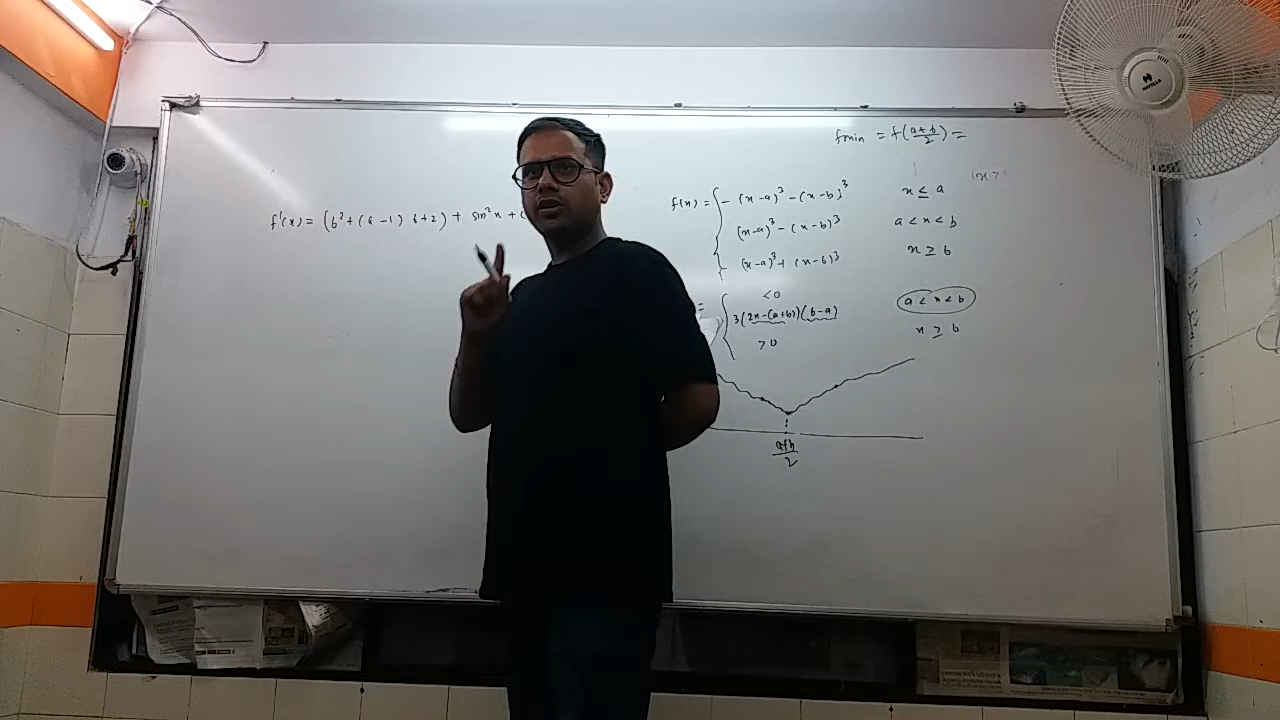 fmin = f(a+b/2) =
f'(x) = (b²+(a-1) b+2) + sin²x +
f(x) = { -(x-a)³ -(x-b)³ x ≤ a
(x-a)³ -(x-b)³ a < x < b
(x-a)³ + (x-b)³ x ≥ b
= { <0
3(2x-(a+b))(b-a) a < x < b
>0 x ≥ b
a+b/2